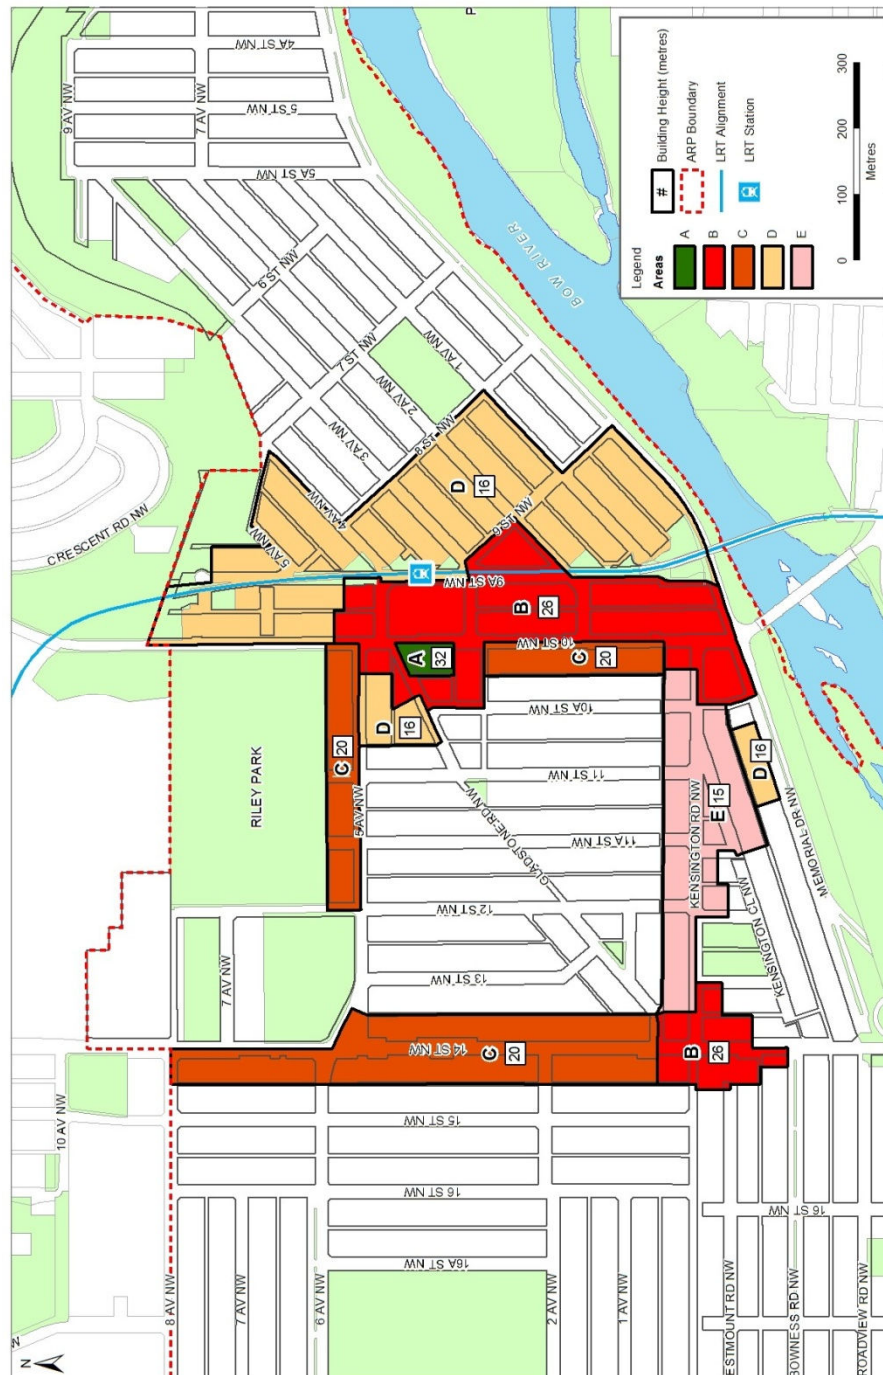 N
10 AV NW
8 AV NW
7 AV NW
6 AV NW
2 AV NW
1 AV NW
ESTMOUNT RD NW
BOWNESS RD NW
ROADVIEW RD NW
16A ST NW
16 ST NW
16 ST NW
15 ST NW
14 ST NW
C
20
B
26
7 AV NW
13 ST NW
12 ST NW
11A ST NW
11 ST NW
10A ST NW
GLADSTONE RD NW
5 AV NW
C
20
RILEY PARK
KENSINGTON RD NW
KENSINGTON CL NW
MEMORIAL DR NW
E
15
D
16
D
16
A
32
C
20
10 ST NW
B
26
9A ST NW
9 ST NW
D
16
8 ST NW
5 AV NW
4 AV NW
3 AV NW
2 AV NW
1 AV NW
7 ST NW
6 ST NW
5A ST NW
5 ST NW
4A ST NW
9 AV NW
7 AV NW
CRESCENT RD NW
BOW RIVER
P
Legend
Areas
A
B
C
D
E
# Building Height (metres)
ARP Boundary
LRT Alignment
LRT Station
0 100 200 300
Metres